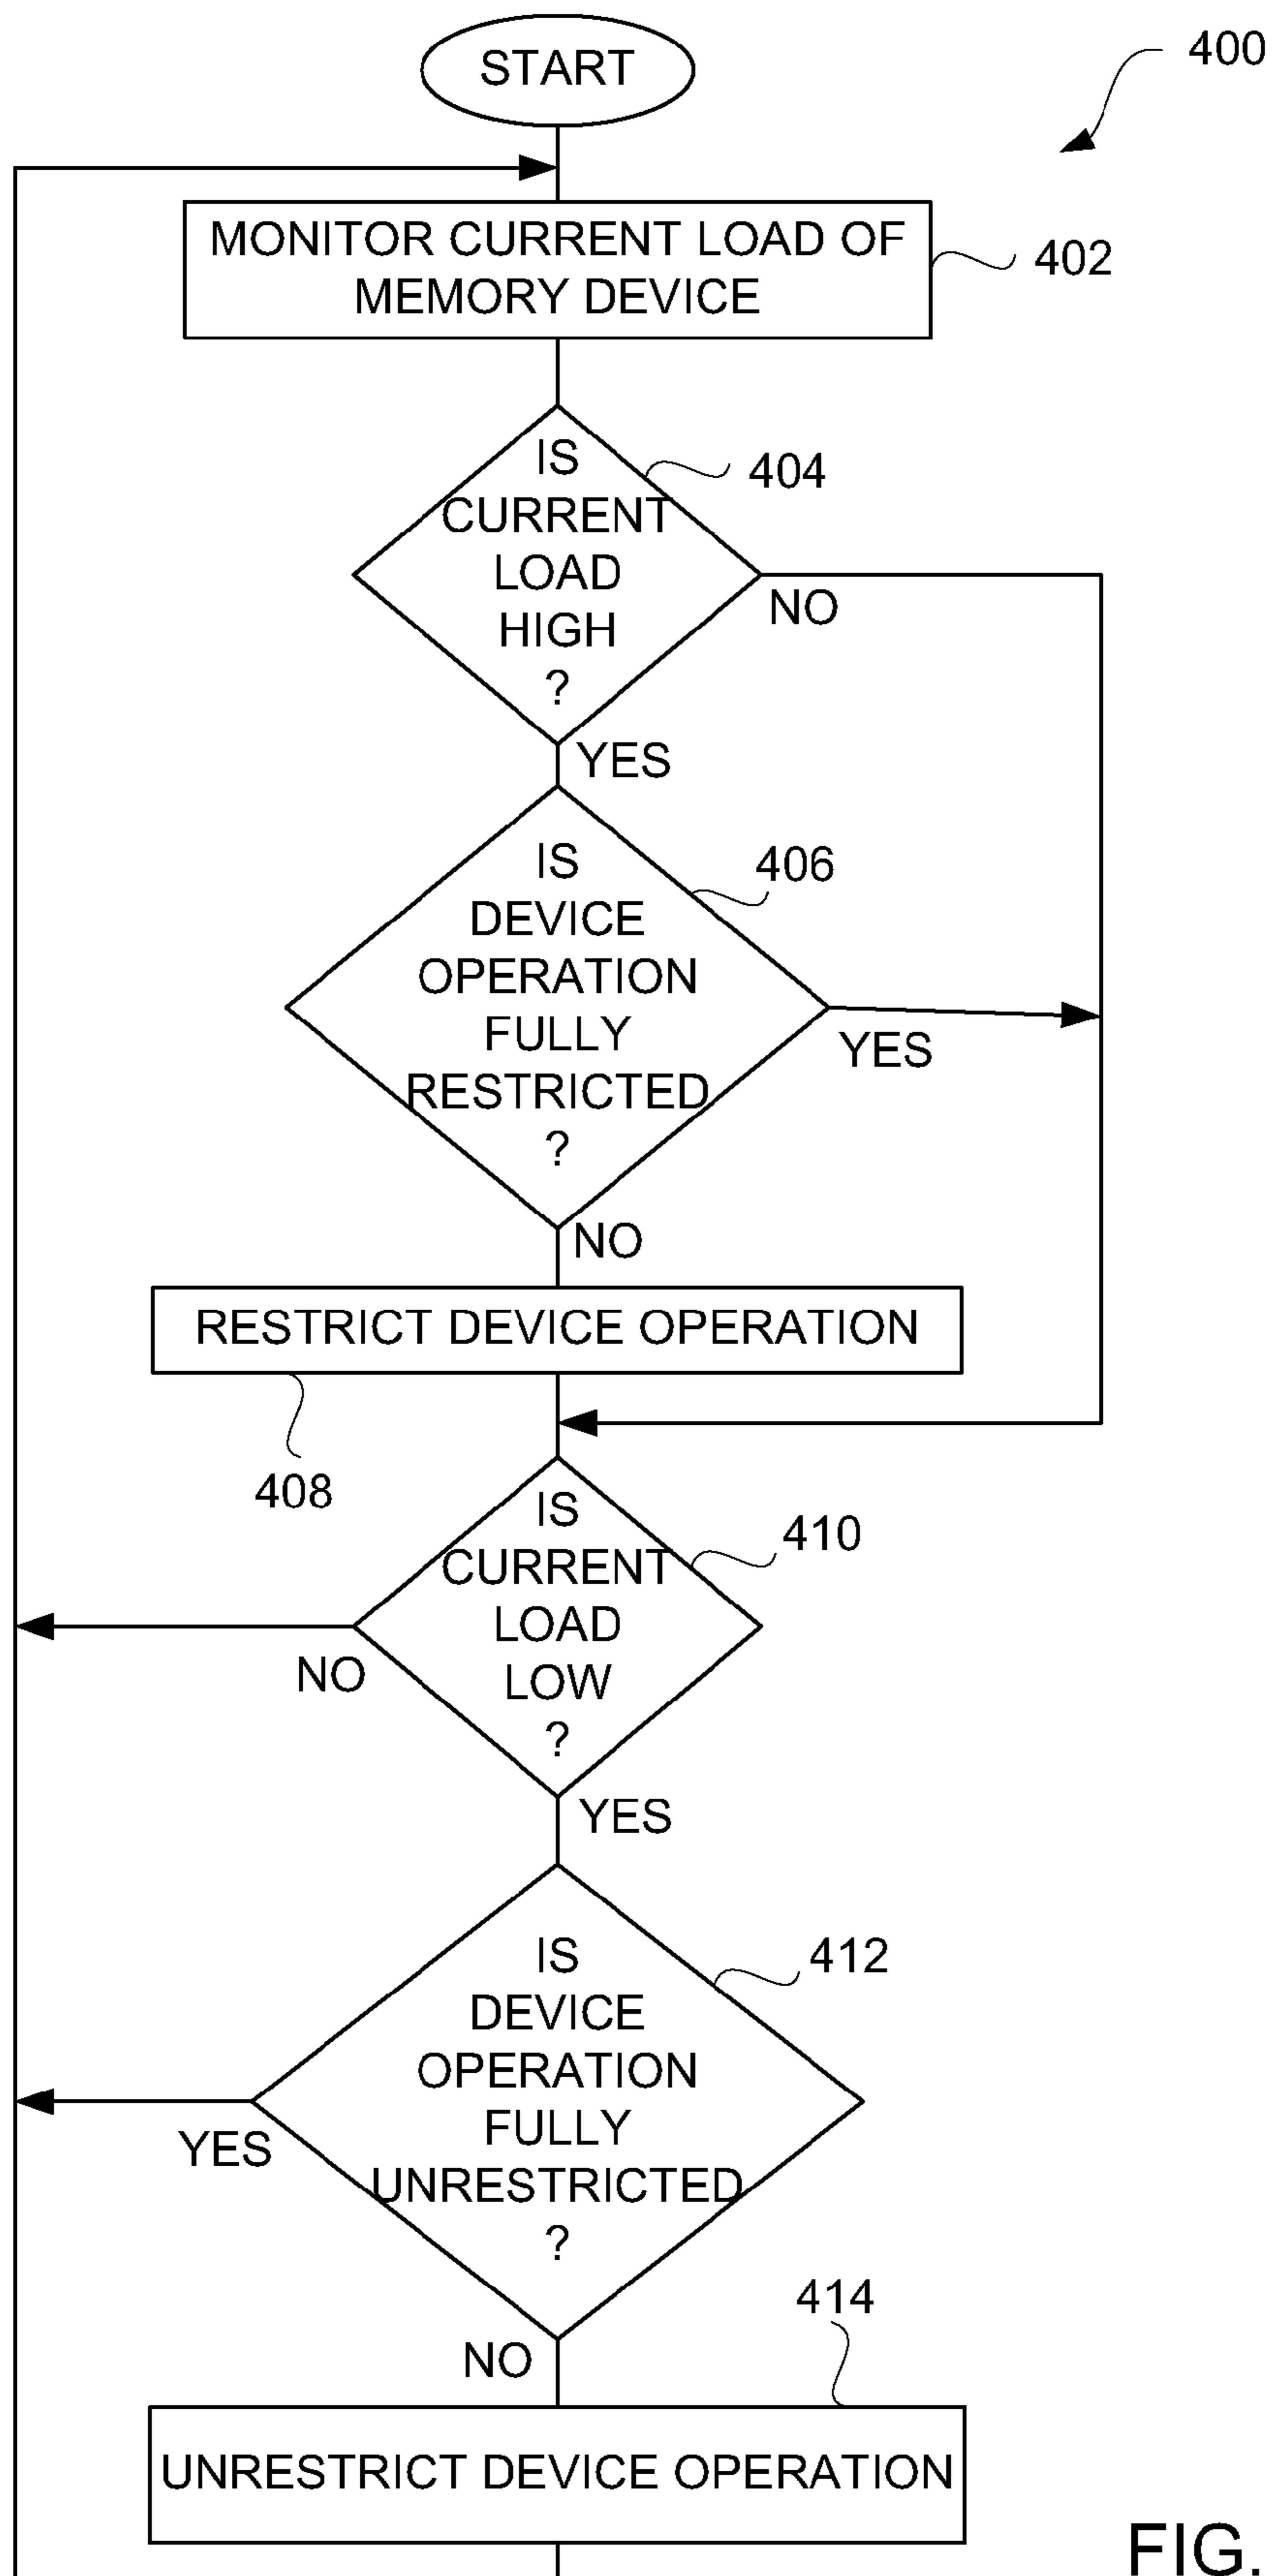 START
400
MONITOR CURRENT LOAD OF
MEMORY DEVICE
402
IS
CURRENT
LOAD
HIGH
?
404
NO
YES
IS
DEVICE
OPERATION
FULLY
RESTRICTED
?
406
YES
NO
RESTRICT DEVICE OPERATION
408
IS
CURRENT
LOAD
LOW
?
410
NO
YES
IS
DEVICE
OPERATION
FULLY
UNRESTRICTED
?
412
YES
NO
414
UNRESTRICT DEVICE OPERATION
FIG.